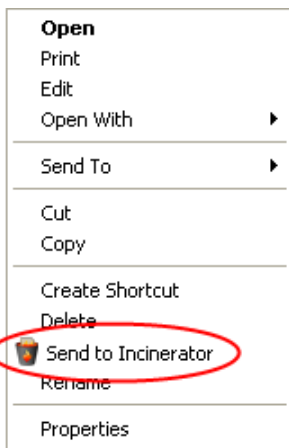 Open
Print
Edit
Open With
Send To
Cut
Copy
Create Shortcut
Delete
Send to Incinerator
Rename
Properties